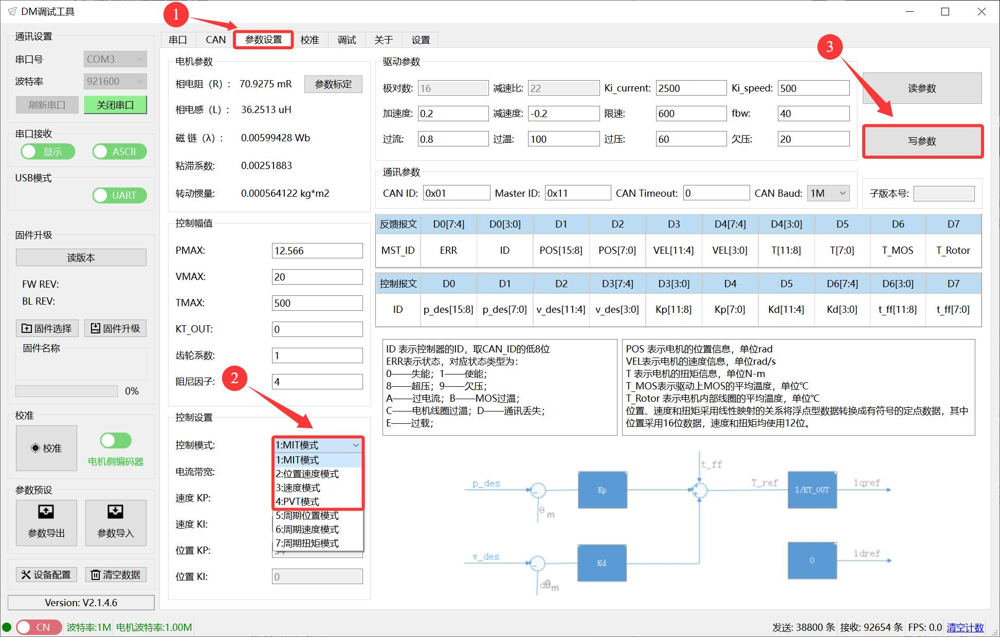 DM调试工具
1
通讯设置
串口号
COM3
波特率
921600
刷新串口
关闭串口
串口接收
显示
ASCII
USB模式
UART
固件升级
读版本
FW REV:
BL REV:
固件选择
固件升级
固件名称
0%
校准
校准
电机侧编码器
参数预设
参数导出
参数导入
设备配置
清空数据
Version: V2.1.4.6
串口
CAN
参数设置
校准
调试
关于
设置
电机参数
相电阻（R）:
70.9275 mR
参数标定
相电感（L）:
36.2513 uH
磁 链（λ）:
0.00599428 Wb
粘滞系数:
0.00251883
转动惯量:
0.000564122 kg*m2
控制幅值
PMAX:
12.566
VMAX:
20
TMAX:
500
KT_OUT:
0
齿轮系数:
1
阻尼因子:
4
2
控制设置
控制模式:
1:MIT模式
1:MIT模式
2:位置速度模式
3:速度模式
4:PVT模式
5:周期位置模式
6:周期速度模式
7:周期扭矩模式
电流带宽:
速度 KP:
速度 KI:
位置 KP:
位置 KI:
0
驱动参数
极对数: 16 减速比: 22 Ki_current: 2500 Ki_speed: 500
加速度: 0.2 减速度: -0.2 限速: 600 fbw: 40
过流: 0.8 过温: 100 过压: 60 欠压: 20
3
读参数
写参数
通讯参数
CAN ID: 0x01 Master ID: 0x11 CAN Timeout: 0 CAN Baud: 1M
子版本号:
反馈报文 D0[7:4] D0[3:0] D1 D2 D3 D4[7:4] D4[3:0] D5 D6 D7
MST_ID ERR ID POS[15:8] POS[7:0] VEL[11:4] VEL[3:0] T[11:8] T[7:0] T_MOS T_Rotor
控制报文 D0 D1 D2 D3[7:4] D3[3:0] D4 D5 D6[7:4] D6[3:0] D7
ID p_des[15:8] p_des[7:0] v_des[11:4] v_des[3:0] Kp[11:8] Kp[7:0] Kd[11:4] Kd[3:0] t_ff[11:8] t_ff[7:0]
ID 表示控制器的ID，取CAN_ID的低8位
ERR表示状态，对应状态类型为：
0——失能；1——使能；
8——超压；9——欠压；
A——过电流；B——MOS过温；
C——电机线圈过温；D——通讯丢失；
E——过载；
POS 表示电机的位置信息，单位rad
VEL表示电机的速度信息，单位rad/s
T 表示电机的扭矩信息，单位N-m
T_MOS表示驱动上MOS的平均温度，单位℃
T_Rotor 表示电机内部线圈的平均温度，单位℃
位置、速度和扭矩采用线性映射的关系将浮点型数据转换成有符号的定点数据，其中
位置采用16位数据，速度和扭矩均使用12位。
t_ff
p_des
Kp
T_ref
1/KT_OUT
iqref
θm
v_des
Kd
0
idref
dθm
CN
波特率:1M
电机波特率:1.00M
发送: 38800 条
接收: 92654 条
FPS: 0.0
清空计数